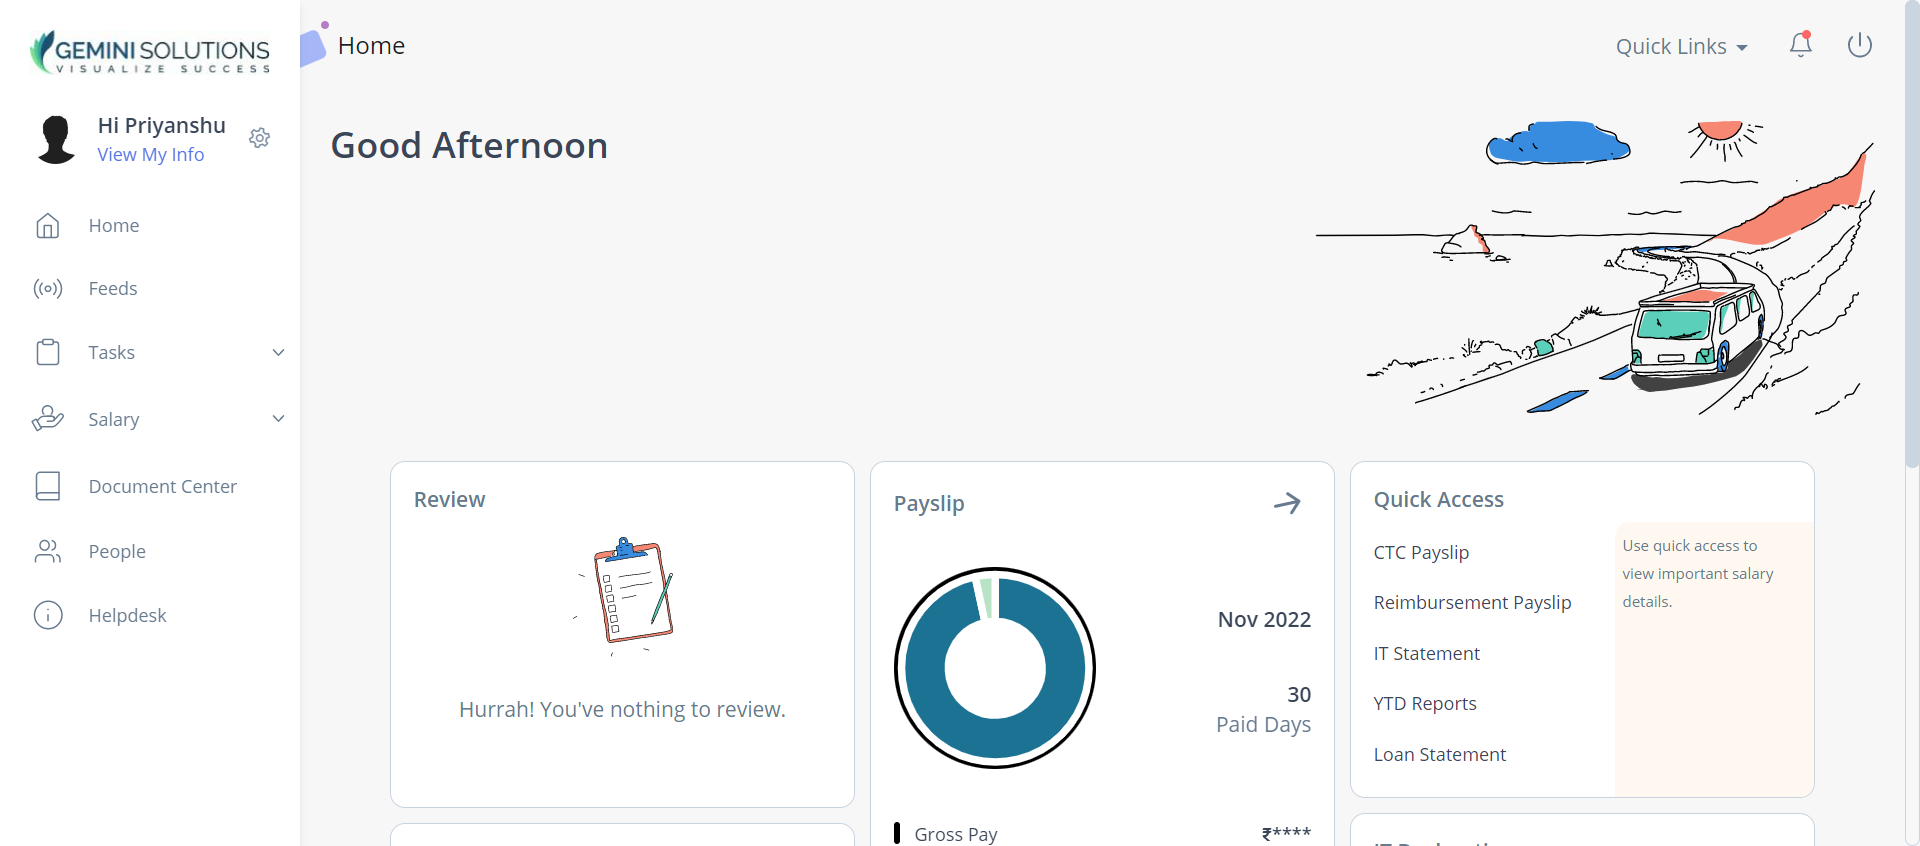 GEMINI SOLUTIONS
VISUALIZE SUCCESS
Hi Priyanshu
View My Info
Home
Feeds
Tasks
Salary
Document Center
People
Helpdesk
Home
Quick Links
Good Afternoon
Review
Hurrah! You've nothing to review.
Payslip
Nov 2022
30
Paid Days
Gross Pay
₹****
Quick Access
CTC Payslip
Reimbursement Payslip
IT Statement
YTD Reports
Loan Statement
Use quick access to
view important salary
details.